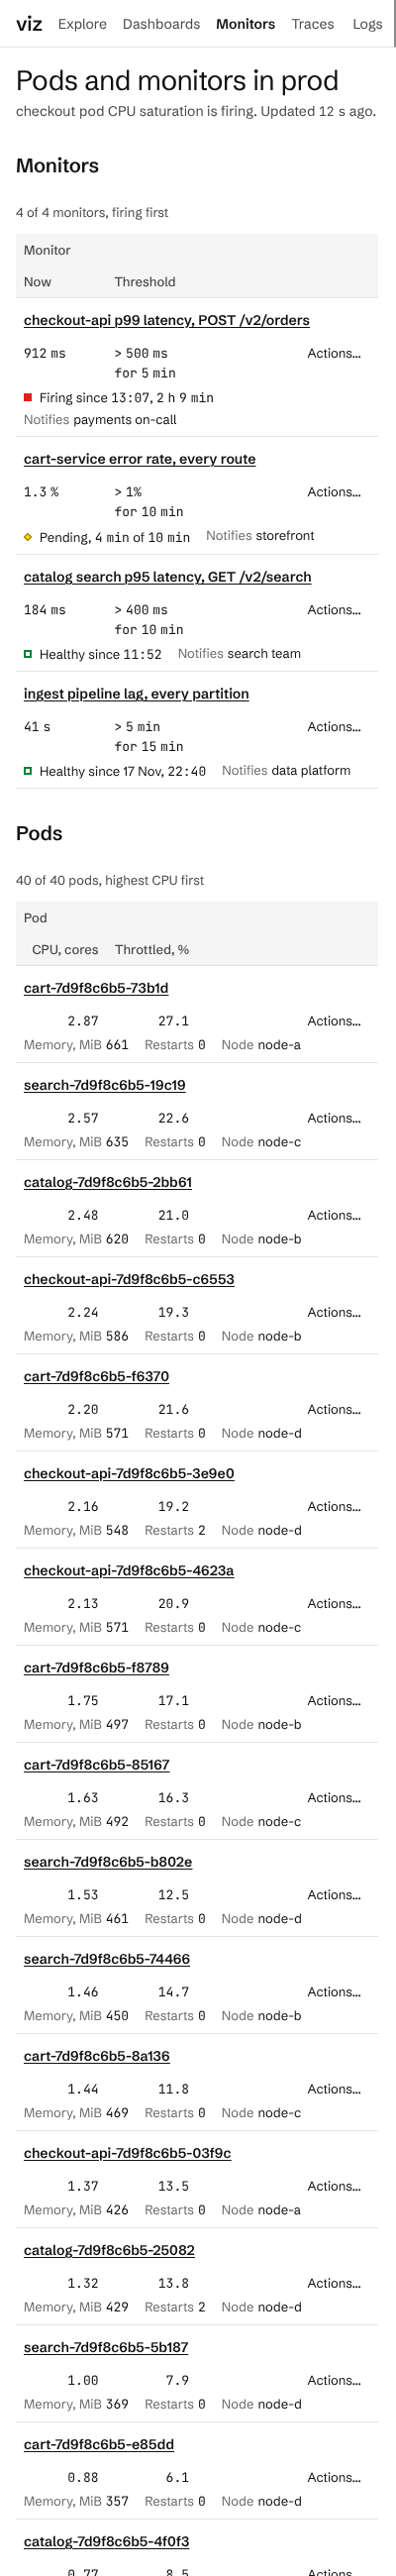 viz Explore Dashboards Monitors Traces Logs
Pods and monitors in prod
checkout pod CPU saturation is firing. Updated 12 s ago.
Monitors
4 of 4 monitors, firing first
Monitor
Now Threshold
checkout-api p99 latency, POST /v2/orders
912 ms > 500 ms Actions...
for 5 min
Firing since 13:07, 2 h 9 min
Notifies payments on-call
cart-service error rate, every route
1.3 % > 1% Actions...
for 10 min
Pending, 4 min of 10 min Notifies storefront
catalog search p95 latency, GET /v2/search
184 ms > 400 ms Actions...
for 10 min
Healthy since 11:52 Notifies search team
ingest pipeline lag, every partition
41 s > 5 min Actions...
for 15 min
Healthy since 17 Nov, 22:40 Notifies data platform
Pods
40 of 40 pods, highest CPU first
Pod
CPU, cores Throttled, %
cart-7d9f8c6b5-73b1d
2.87 27.1 Actions...
Memory, MiB 661 Restarts 0 Node node-a
search-7d9f8c6b5-19c19
2.57 22.6 Actions...
Memory, MiB 635 Restarts 0 Node node-c
catalog-7d9f8c6b5-2bb61
2.48 21.0 Actions...
Memory, MiB 620 Restarts 0 Node node-b
checkout-api-7d9f8c6b5-c6553
2.24 19.3 Actions...
Memory, MiB 586 Restarts 0 Node node-b
cart-7d9f8c6b5-f6370
2.20 21.6 Actions...
Memory, MiB 571 Restarts 0 Node node-d
checkout-api-7d9f8c6b5-3e9e0
2.16 19.2 Actions...
Memory, MiB 548 Restarts 2 Node node-d
checkout-api-7d9f8c6b5-4623a
2.13 20.9 Actions...
Memory, MiB 571 Restarts 0 Node node-c
cart-7d9f8c6b5-f8789
1.75 17.1 Actions...
Memory, MiB 497 Restarts 0 Node node-b
cart-7d9f8c6b5-85167
1.63 16.3 Actions...
Memory, MiB 492 Restarts 0 Node node-c
search-7d9f8c6b5-b802e
1.53 12.5 Actions...
Memory, MiB 461 Restarts 0 Node node-d
search-7d9f8c6b5-74466
1.46 14.7 Actions...
Memory, MiB 450 Restarts 0 Node node-b
cart-7d9f8c6b5-8a136
1.44 11.8 Actions...
Memory, MiB 469 Restarts 0 Node node-c
checkout-api-7d9f8c6b5-03f9c
1.37 13.5 Actions...
Memory, MiB 426 Restarts 0 Node node-a
catalog-7d9f8c6b5-25082
1.32 13.8 Actions...
Memory, MiB 429 Restarts 2 Node node-d
search-7d9f8c6b5-5b187
1.00 7.9 Actions...
Memory, MiB 369 Restarts 0 Node node-d
cart-7d9f8c6b5-e85dd
0.88 6.1 Actions...
Memory, MiB 357 Restarts 0 Node node-d
catalog-7d9f8c6b5-4f0f3
0.77 8.5 Actions...